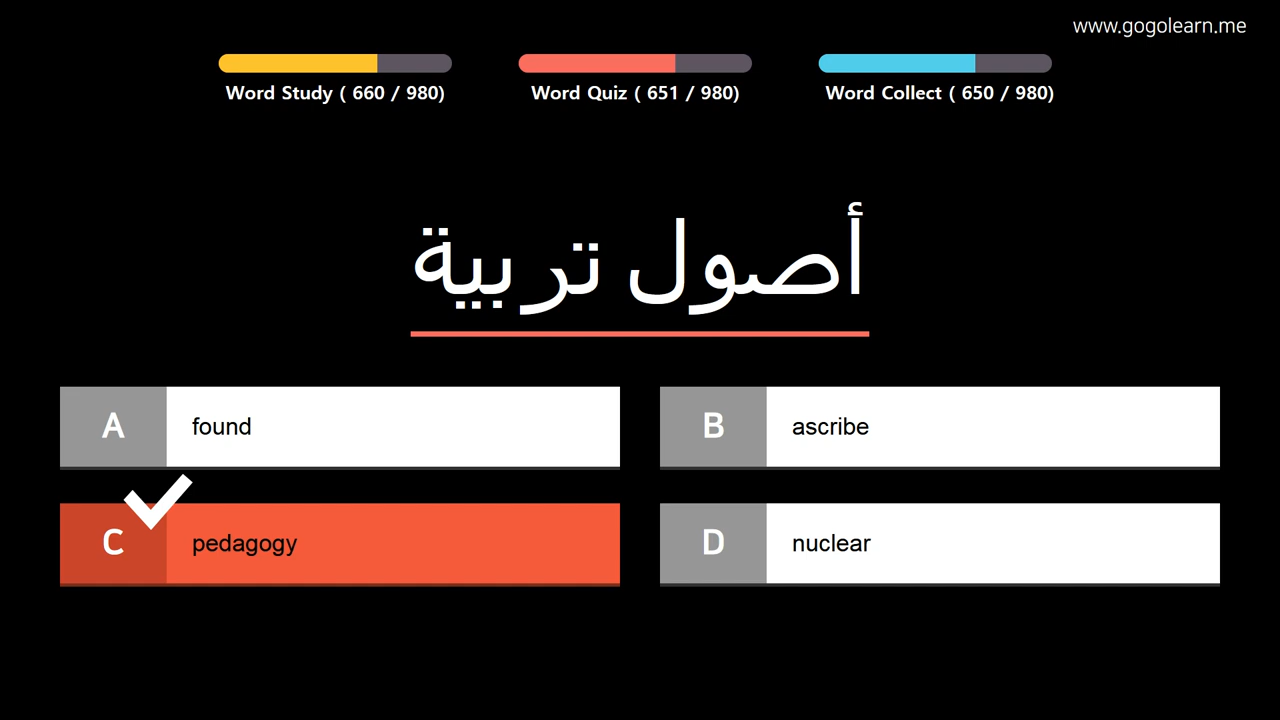 www.gogolearn.me
Word Study ( 660 / 980)
Word Quiz ( 651 / 980)
Word Collect ( 650 / 980)
أصول تربية
A
found
B
ascribe
C
pedagogy
D
nuclear